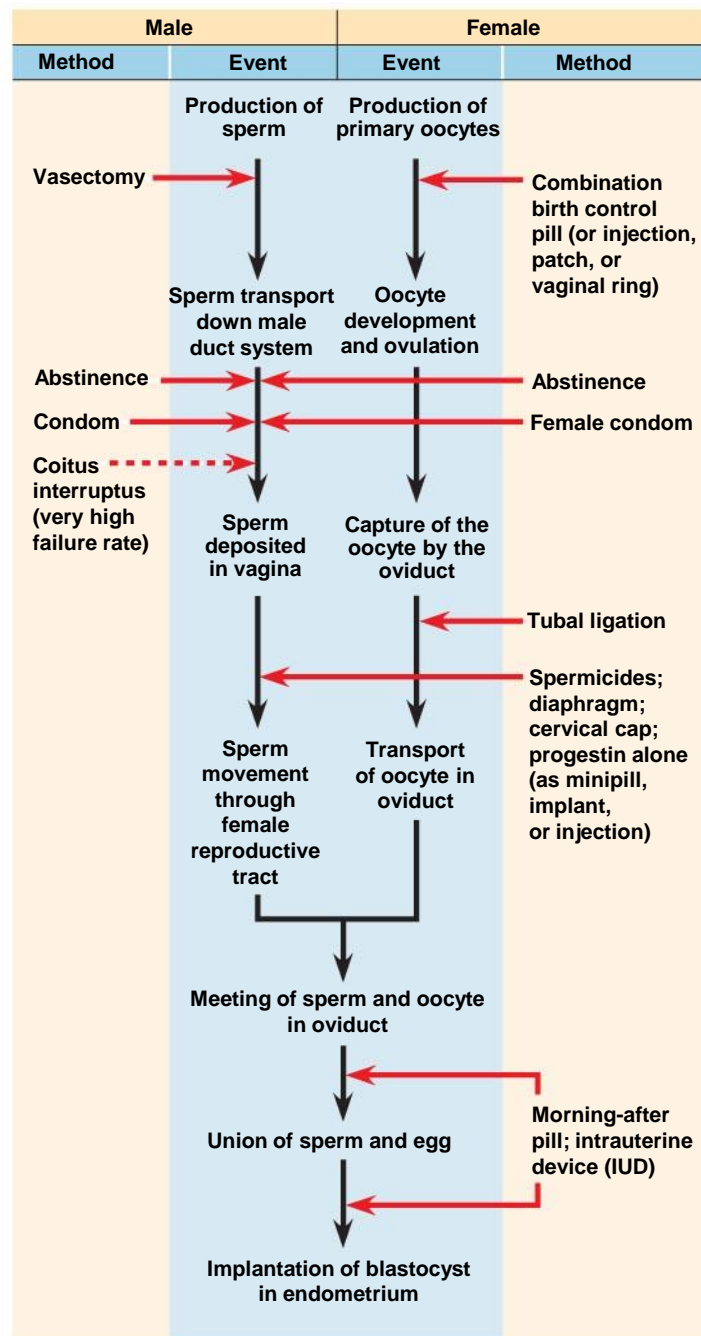 Male
Female
Method
Event
Event
Method
Production of
sperm
Production of
primary oocytes
Vasectomy
Combination
birth control
pill (or injection,
patch, or
vaginal ring)
Sperm transport
down male
duct system
Oocyte
development
and ovulation
Abstinence
Abstinence
Condom
Female condom
Coitus
interruptus
(very high
failure rate)
Sperm
deposited
in vagina
Capture of the
oocyte by the
oviduct
Tubal ligation
Spermicides;
diaphragm;
cervical cap;
progestin alone
(as minipill,
implant,
or injection)
Sperm
movement
through
female
reproductive
tract
Transport
of oocyte in
oviduct
Meeting of sperm and oocyte
in oviduct
Morning-after
pill; intrauterine
device (IUD)
Union of sperm and egg
Implantation of blastocyst
in endometrium